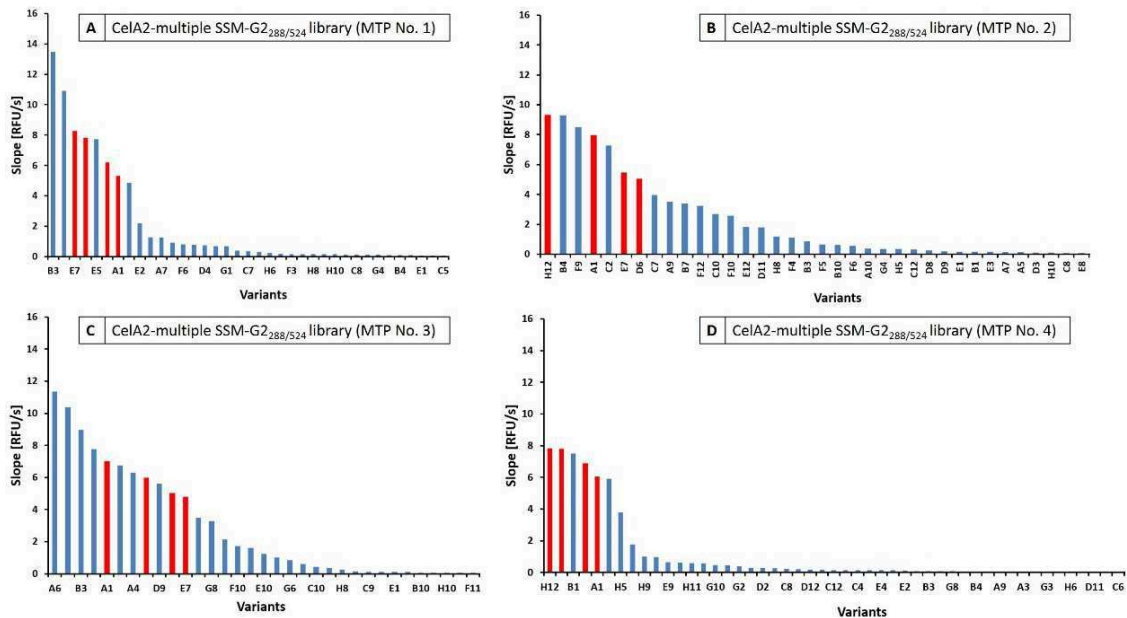 A CelA2-multiple SSM-G2288/524 library (MTP No. 1)
16
14
12
10
8
6
4
2
0
Slope [RFU/s]
B3 E7 E5 A1 E2 A7 F6 D4 G1 C7 H6 F3 H8 H10 C8 G4 B4 E1 C5
Variants
B CelA2-multiple SSM-G2288/524 library (MTP No. 2)
16
14
12
10
8
6
4
2
0
Slope [RFU/s]
H12 B4 F9 A1 C2 E7 D6 C7 A9 B7 F12 C10 F10 E12 D11 H8 F4 B3 F5 B10 F6 A10 G4 H5 C12 D8 D9 E1 B1 E3 A7 A5 D3 H10 C8 E8
Variants
C CelA2-multiple SSM-G2288/524 library (MTP No. 3)
16
14
12
10
8
6
4
2
0
Slope [RFU/s]
A6 B3 A1 A4 D9 E7 G8 F10 E10 G6 C10 H8 C9 E1 B10 H10 F11
Variants
D CelA2-multiple SSM-G2288/524 library (MTP No. 4)
16
14
12
10
8
6
4
2
0
Slope [RFU/s]
H12 B1 A1 H5 H9 E9 H11 G10 G2 D2 C8 D12 C12 C4 E4 E2 B3 G8 B4 A9 A3 G3 H6 D11 C6
Variants